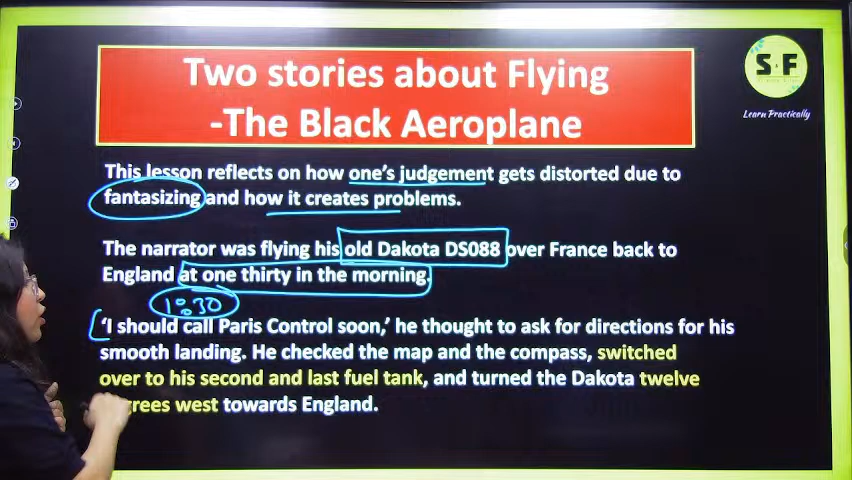 Two stories about Flying
-The Black Aeroplane
S F
Learn Practically
This lesson reflects on how one's judgement gets distorted due to
fantasizing and how it creates problems.
The narrator was flying his old Dakota DS088 over France back to
England at one thirty in the morning.
1:30
'I should call Paris Control soon,' he thought to ask for directions for his
smooth landing. He checked the map and the compass, switched
over to his second and last fuel tank, and turned the Dakota twelve
grees west towards England.